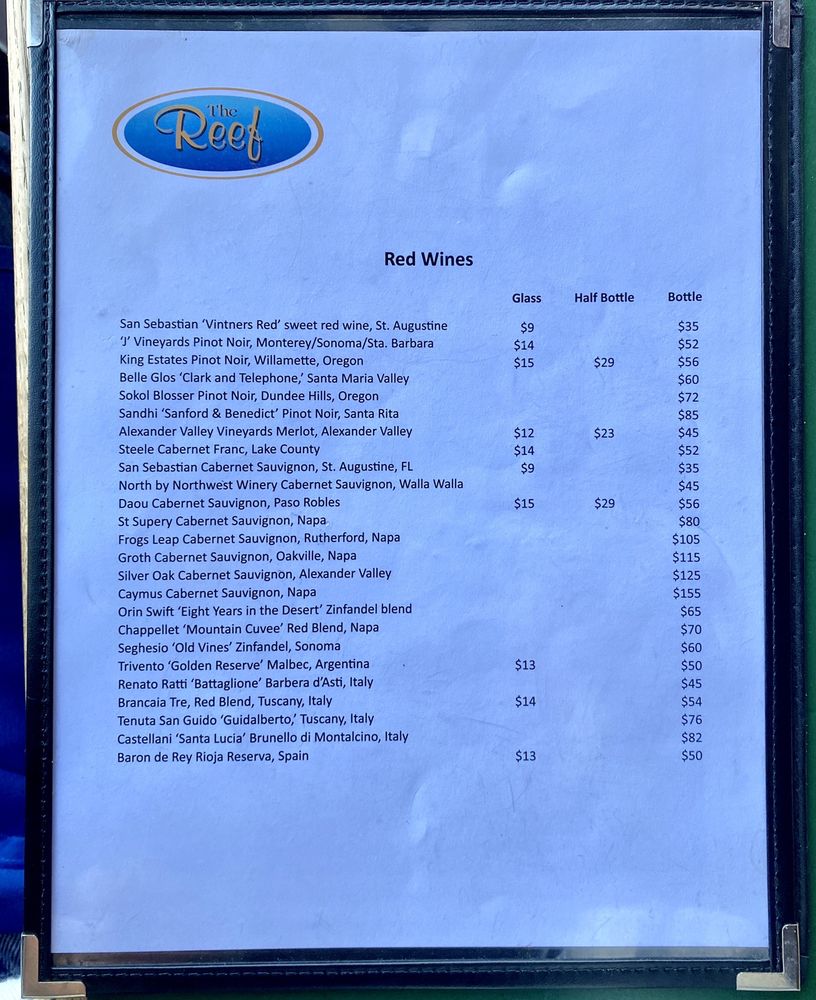 The
Reef
Red Wines
Glass Half Bottle Bottle
San Sebastian ‘Vintners Red’ sweet red wine, St. Augustine $9 $35
‘J’ Vineyards Pinot Noir, Monterey/Sonoma/Sta. Barbara $14 $52
King Estates Pinot Noir, Willamette, Oregon $15 $29 $56
Belle Glos ‘Clark and Telephone,’ Santa Maria Valley $60
Sokol Blosser Pinot Noir, Dundee Hills, Oregon $72
Sandhi ‘Sanford & Benedict’ Pinot Noir, Santa Rita $85
Alexander Valley Vineyards Merlot, Alexander Valley $12 $23 $45
Steele Cabernet Franc, Lake County $14 $52
San Sebastian Cabernet Sauvignon, St. Augustine, FL $9 $35
North by Northwest Winery Cabernet Sauvignon, Walla Walla $45
Daou Cabernet Sauvignon, Paso Robles $15 $29 $56
St Supery Cabernet Sauvignon, Napa $80
Frogs Leap Cabernet Sauvignon, Rutherford, Napa $105
Groth Cabernet Sauvignon, Oakville, Napa $115
Silver Oak Cabernet Sauvignon, Alexander Valley $125
Caymus Cabernet Sauvignon, Napa $155
Orin Swift ‘Eight Years in the Desert’ Zinfandel blend $65
Chappellet ‘Mountain Cuvee’ Red Blend, Napa $70
Seghesio ‘Old Vines’ Zinfandel, Sonoma $60
Trivento ‘Golden Reserve’ Malbec, Argentina $13 $50
Renato Ratti ‘Battaglione’ Barbera d’Asti, Italy $45
Brancaia Tre, Red Blend, Tuscany, Italy $14 $54
Tenuta San Guido ‘Guidalberto,’ Tuscany, Italy $76
Castellani ‘Santa Lucia’ Brunello di Montalcino, Italy $82
Baron de Rey Rioja Reserva, Spain $13 $50